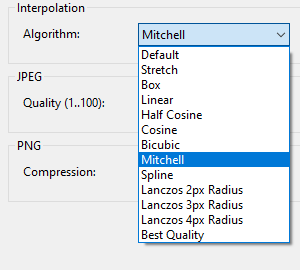 Interpolation
Algorithm: Mitchell
Default
Stretch
Box
Linear
Half Cosine
Cosine
Bicubic
Mitchell
Spline
Lanczos 2px Radius
Lanczos 3px Radius
Lanczos 4px Radius
Best Quality
JPEG
Quality (1..100):
PNG
Compression: